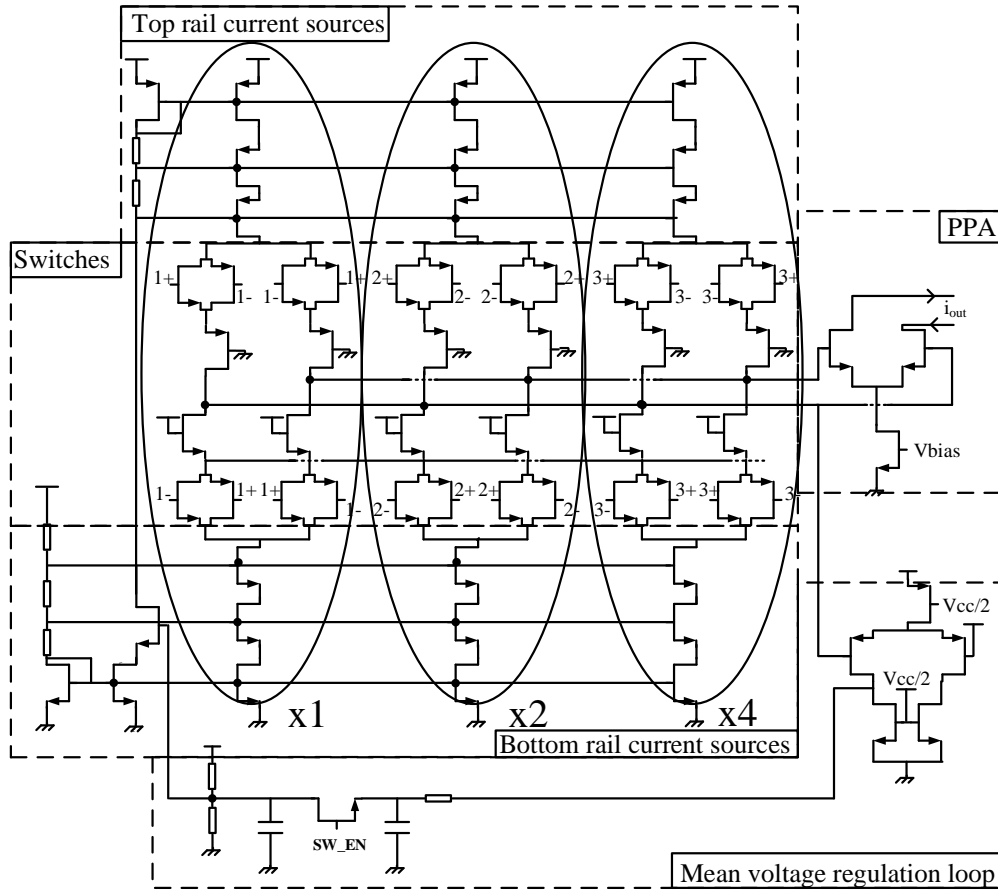 Top rail current sources
PPA
Switches
1+ 1- 1- 1+ 2+ 2- 2- 2+ 3+ 3- 3- 3+
iout
Vbias
1- 1+ 1+ 1- 2- 2+ 2+ 2- 3- 3+ 3+ 3-
Vcc/2
Vcc/2
x1 x2 x4
Bottom rail current sources
SW_EN
Mean voltage regulation loop